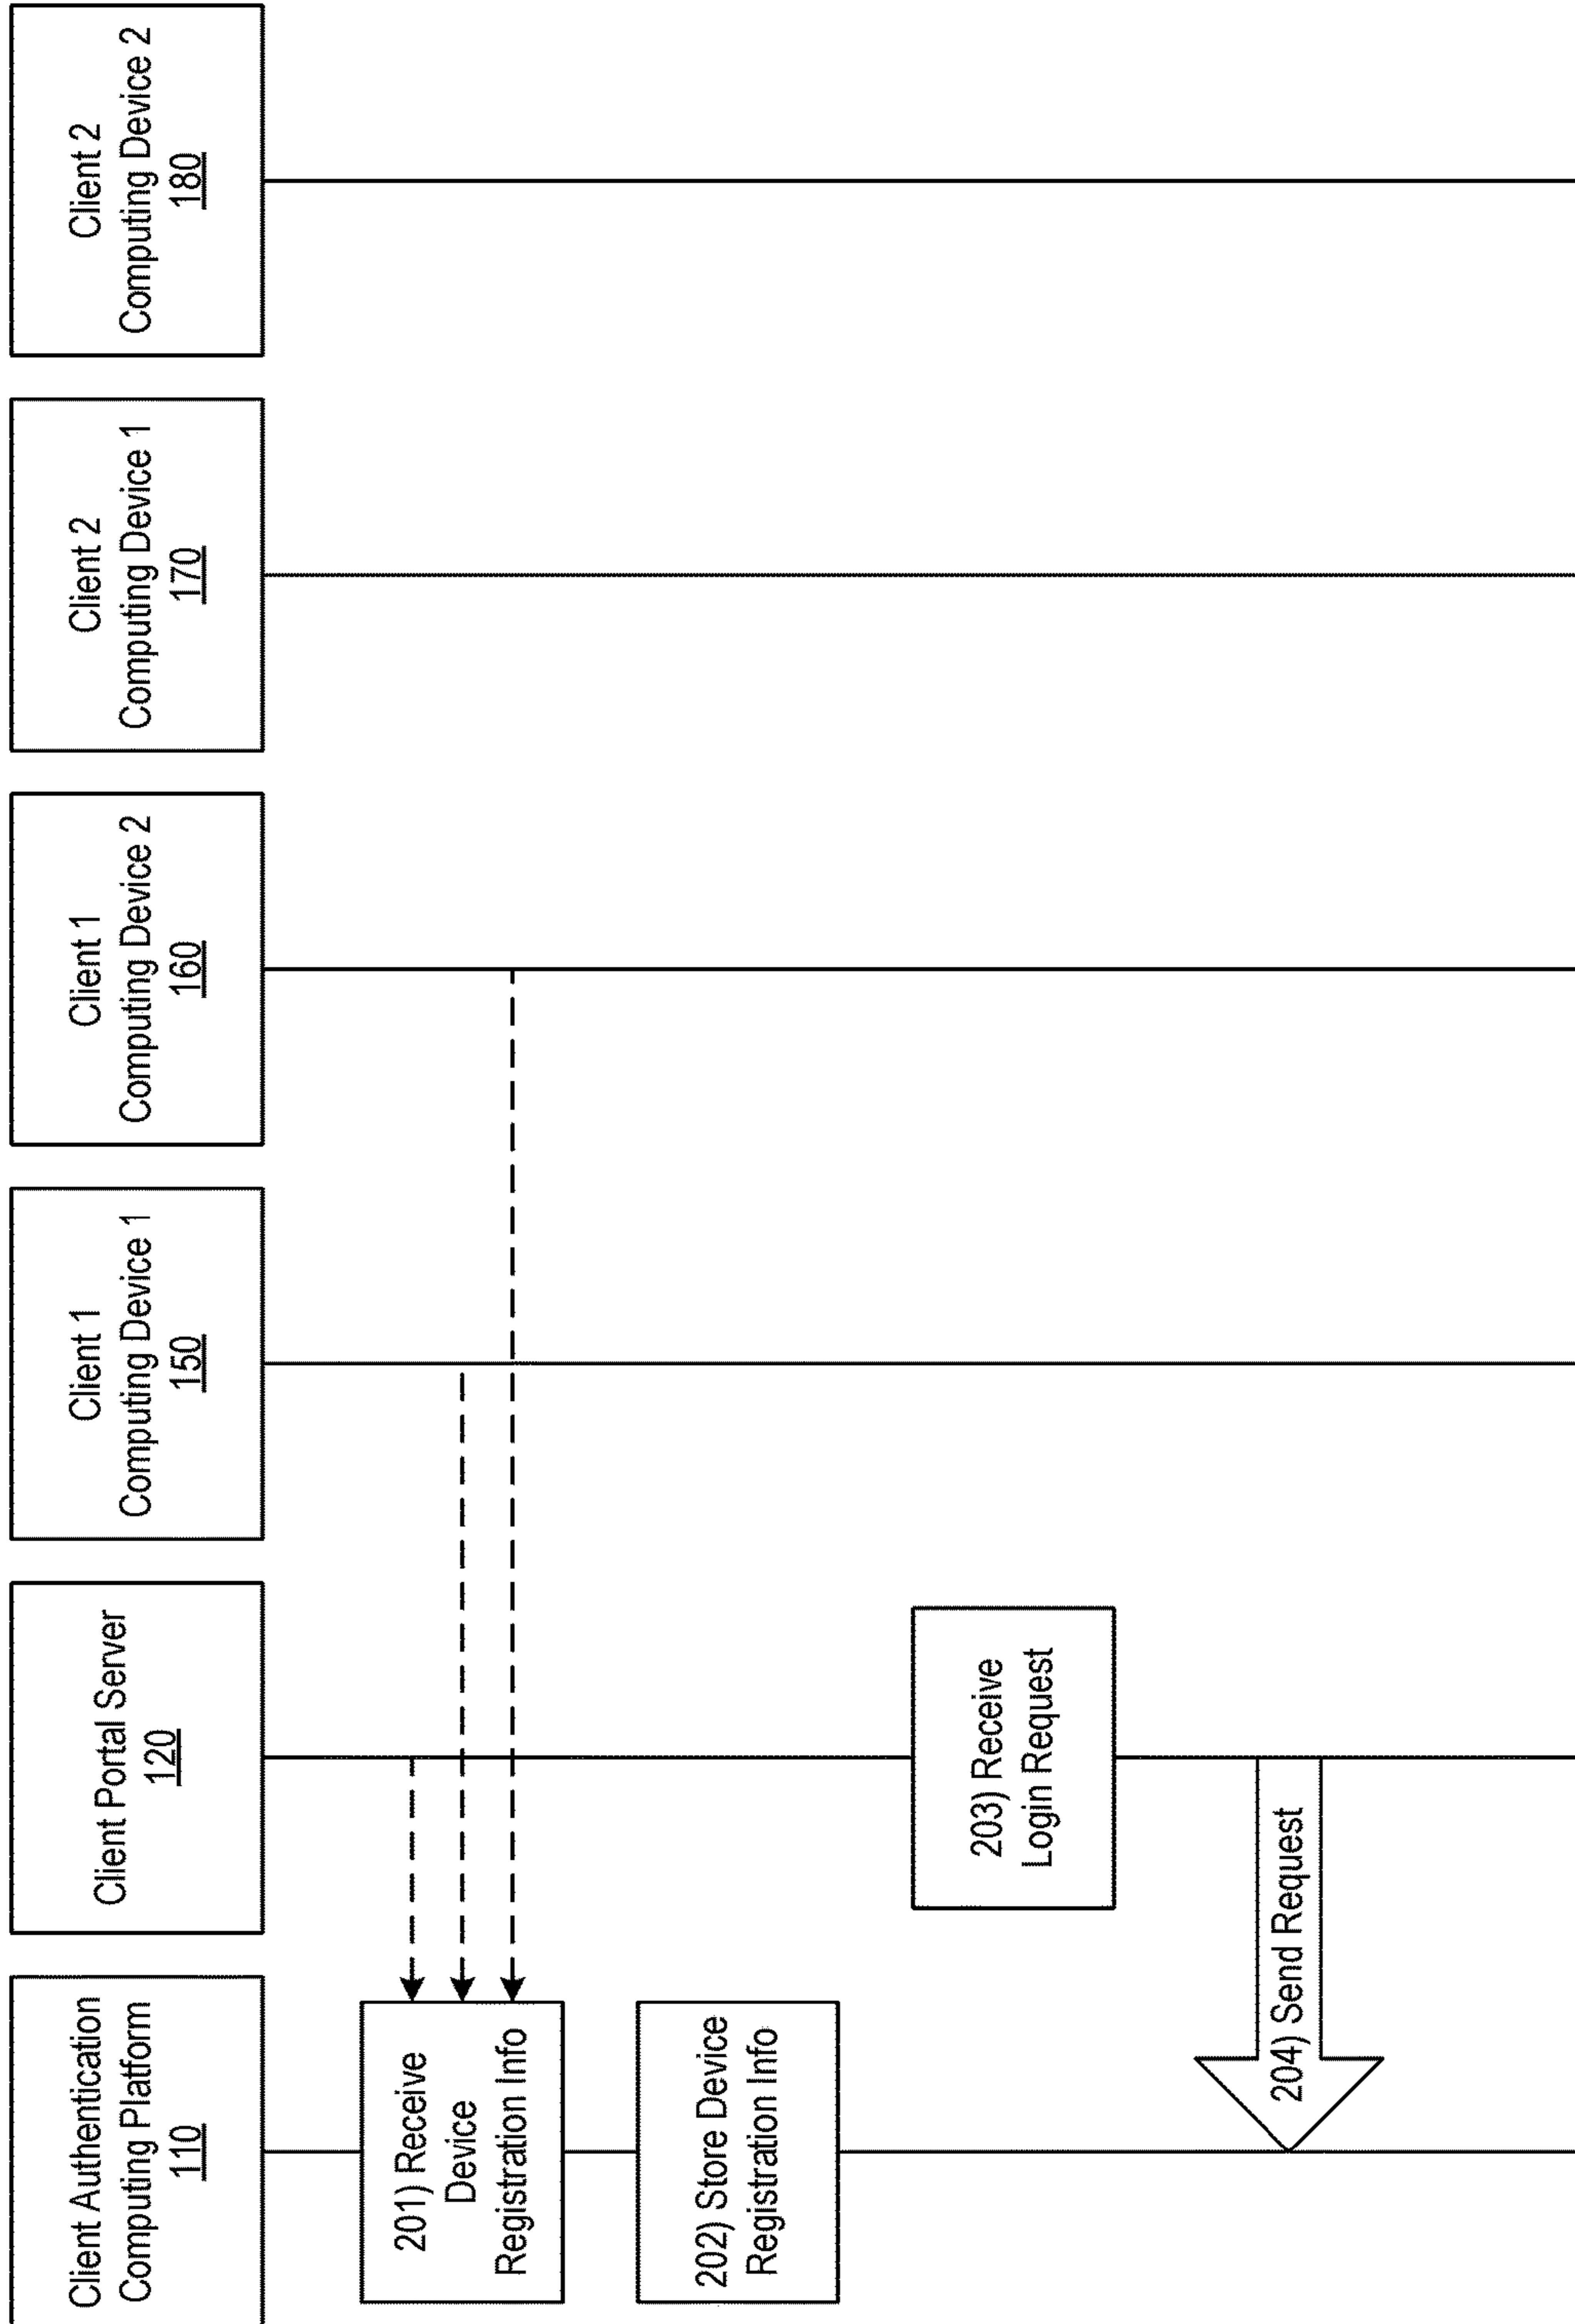 Client Authentication
Computing Platform
110
Client Portal Server
120
Client 1
Computing Device 1
150
Client 1
Computing Device 2
160
Client 2
Computing Device 1
170
Client 2
Computing Device 2
180
201) Receive
Device
Registration Info
202) Store Device
Registration Info
203) Receive
Login Request
204) Send Request